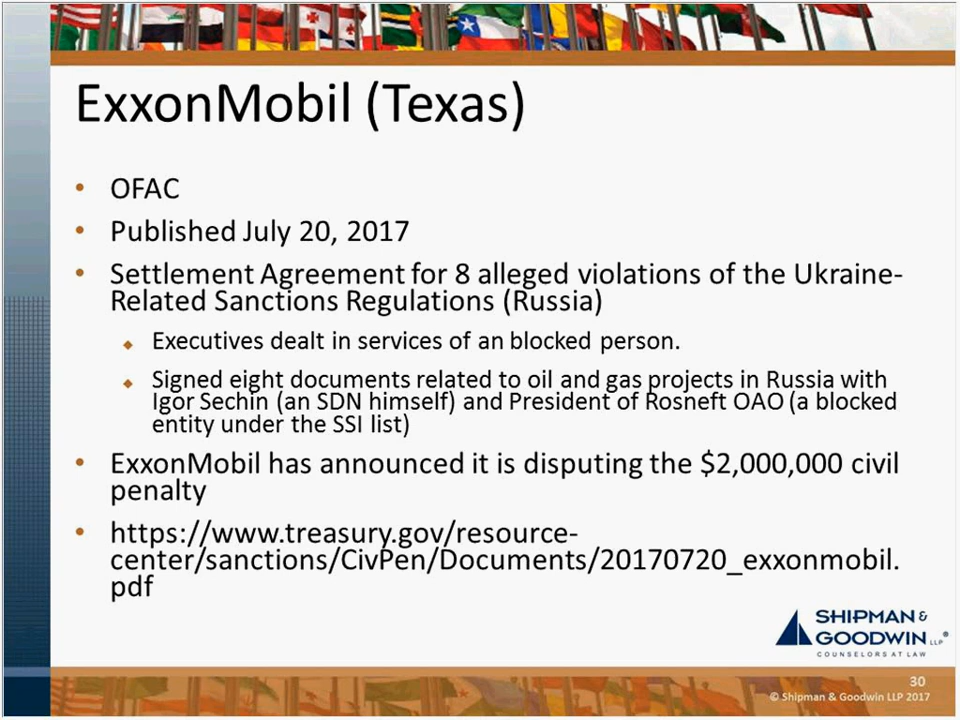 ExxonMobil (Texas)
• OFAC
• Published July 20, 2017
• Settlement Agreement for 8 alleged violations of the Ukraine-
Related Sanctions Regulations (Russia)
◆ Executives dealt in services of an blocked person.
◆ Signed eight documents related to oil and gas projects in Russia with
Igor Sechin (an SDN himself) and President of Rosneft OAO (a blocked
entity under the SSI list)
• ExxonMobil has announced it is disputing the $2,000,000 civil
penalty
• https://www.treasury.gov/resource-
center/sanctions/CivPen/Documents/20170720_exxonmobil.
pdf
SHIPMAN &
GOODWIN LLP®
COUNSELORS AT LAW
30
© Shipman & Goodwin LLP 2017